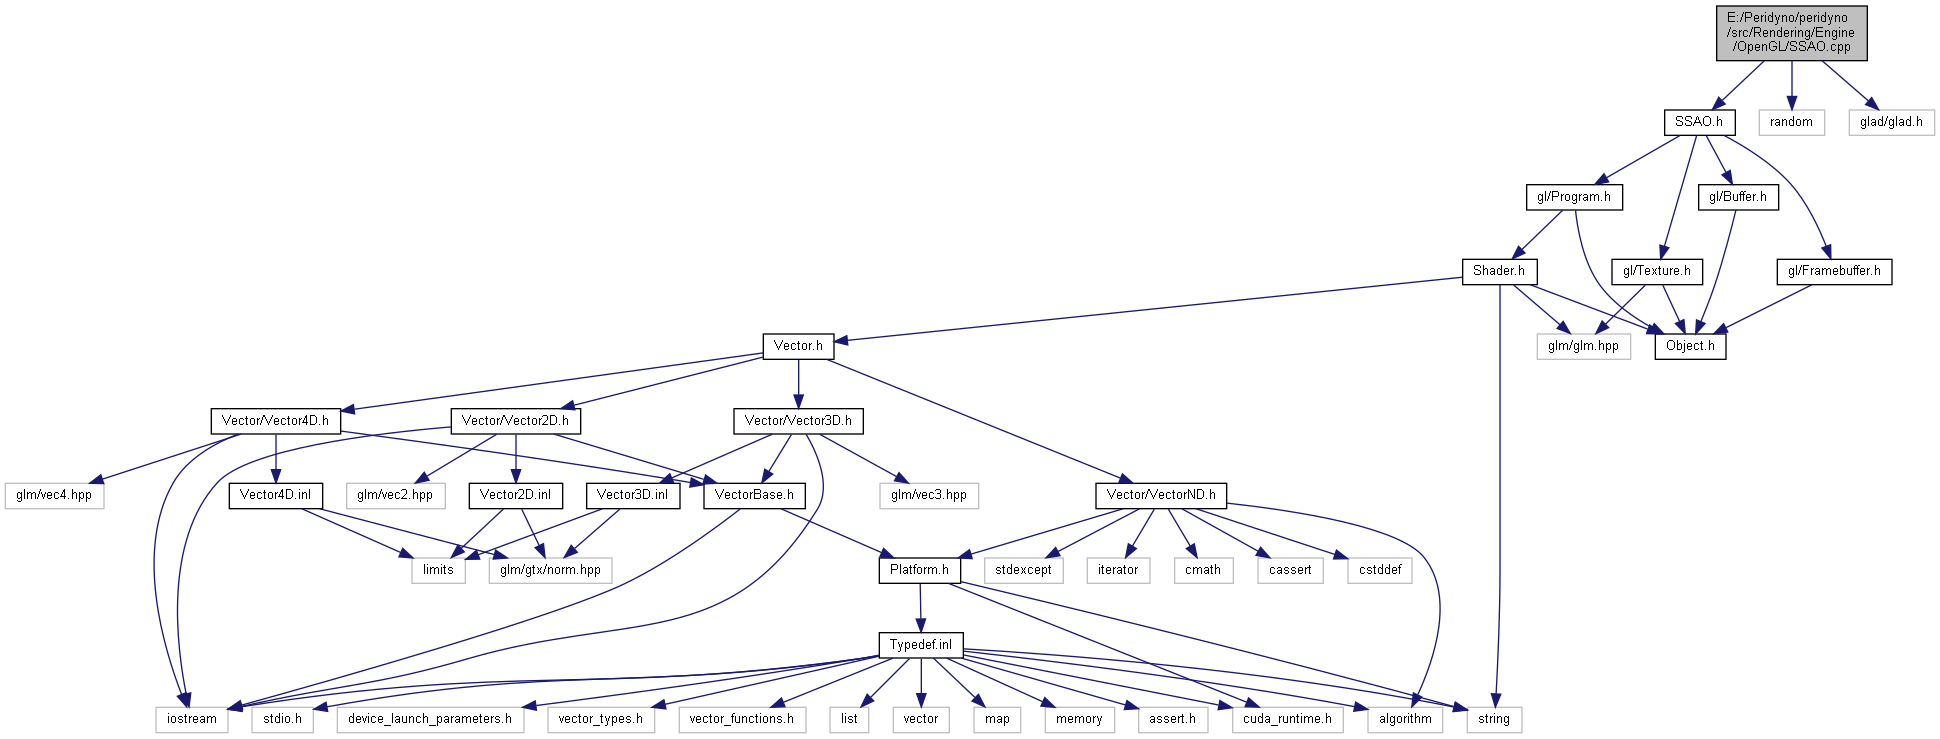 E:/Peridyno/peridyno
/src/Rendering/Engine
/OpenGL/SSAO.cpp
SSAO.h
random
glad/glad.h
gl/Program.h
gl/Buffer.h
Shader.h
gl/Texture.h
gl/Framebuffer.h
Vector.h
glm/glm.hpp
Object.h
Vector/Vector4D.h
Vector/Vector2D.h
Vector/Vector3D.h
glm/vec4.hpp
Vector4D.inl
glm/vec2.hpp
Vector2D.inl
Vector3D.inl
VectorBase.h
glm/vec3.hpp
Vector/VectorND.h
limits
glm/gtx/norm.hpp
Platform.h
stdexcept
iterator
cmath
cassert
cstddef
Typedef.inl
iostream
stdio.h
device_launch_parameters.h
vector_types.h
vector_functions.h
list
vector
map
memory
assert.h
cuda_runtime.h
algorithm
string